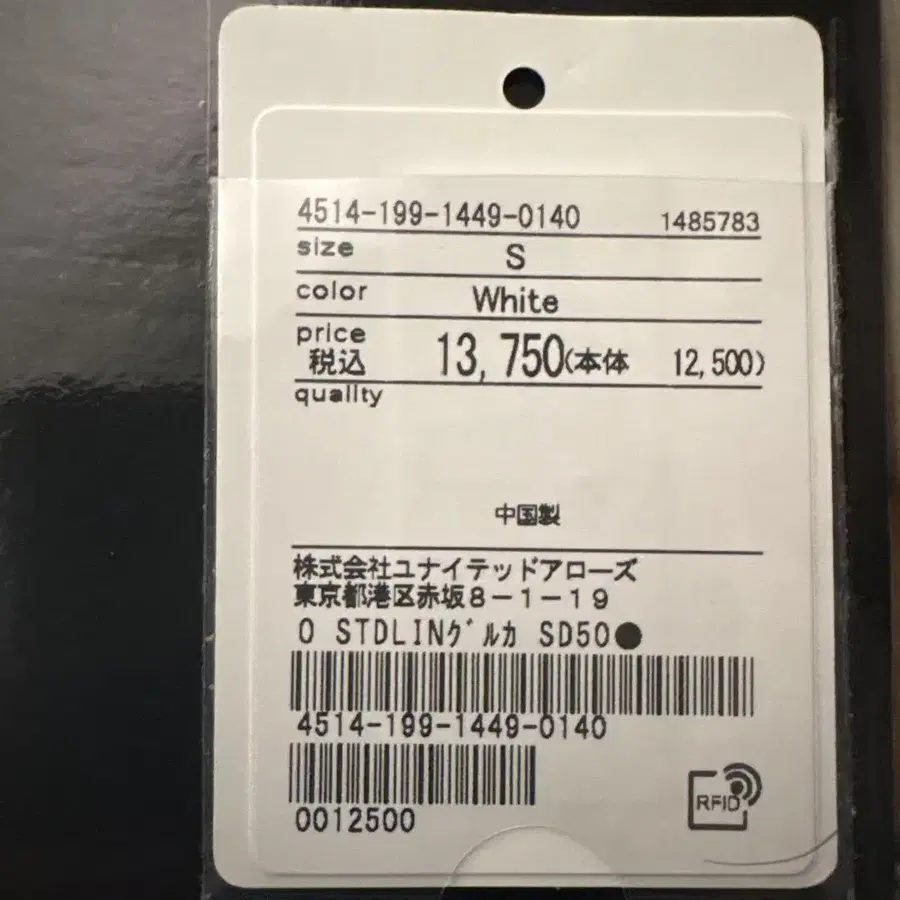 4514-199-1449-0140 1485783
size S
color White
price
税込 13,750(本体 12,500)
quality
中国製
株式会社ユナイテッドアローズ
東京都港区赤坂8-1-19
O STDLINグルカ SD50●
4514-199-1449-0140
0012500
RFID